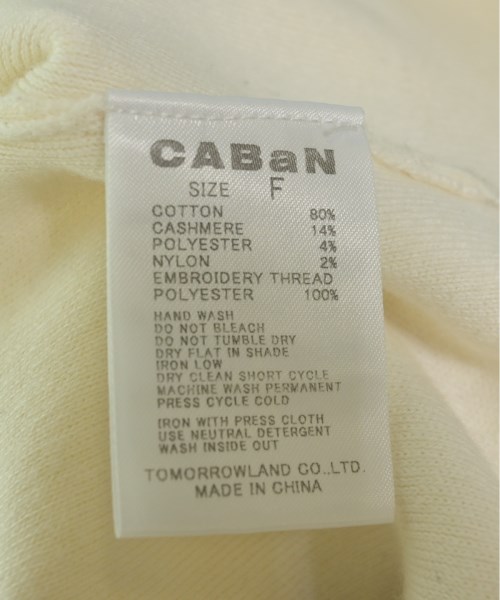 CABaN
SIZE F
COTTON 80%
CASHMERE 14%
POLYESTER 4%
NYLON 2%
EMBROIDERY THREAD
POLYESTER 100%
HAND WASH
DO NOT BLEACH
DO NOT TUMBLE DRY
DRY FLAT IN SHADE
IRON LOW
DRY CLEAN SHORT CYCLE
MACHINE WASH PERMANENT
PRESS CYCLE COLD
IRON WITH PRESS CLOTH
USE NEUTRAL DETERGENT
WASH INSIDE OUT
TOMORROWLAND CO.,LTD.
MADE IN CHINA